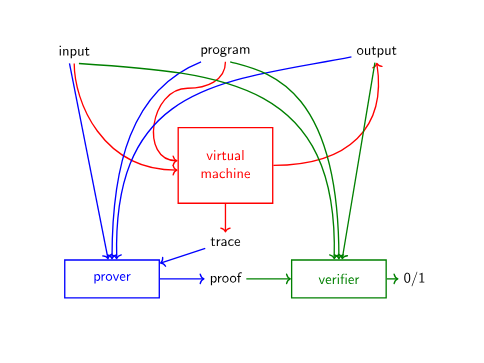 input
program
output
virtual
machine
trace
prover
proof
verifier
0/1